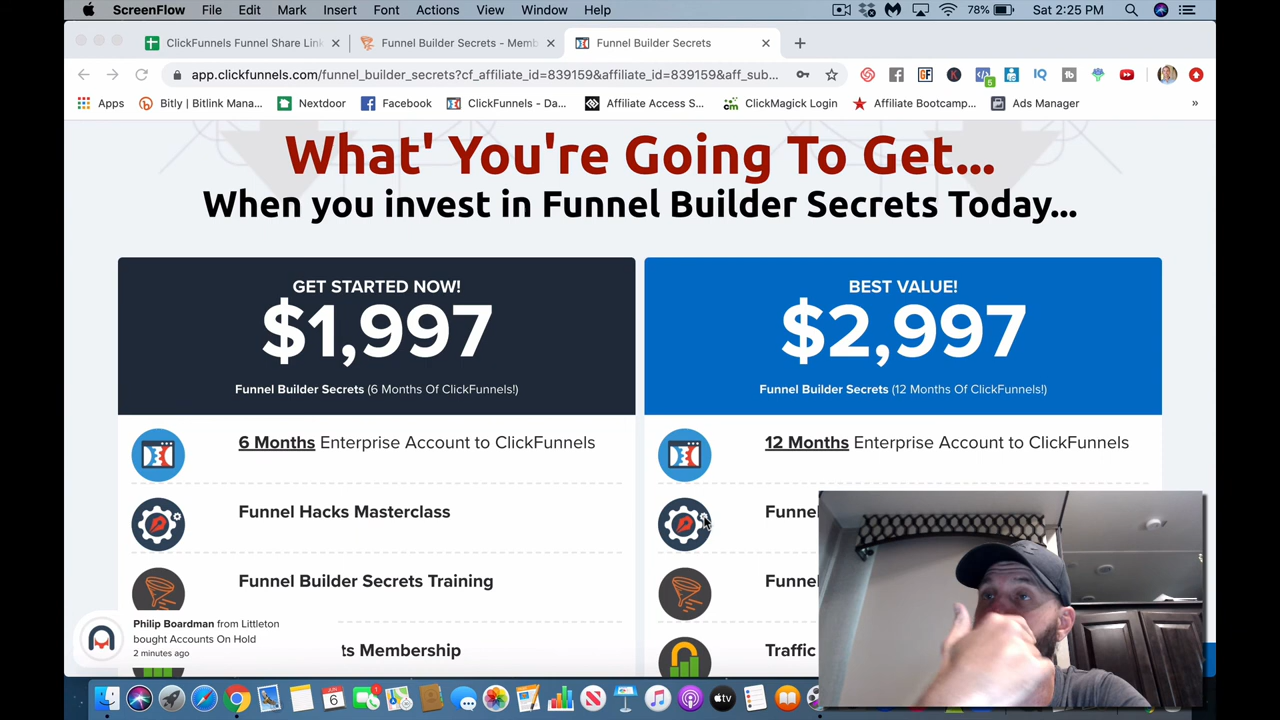 ScreenFlow File Edit Mark Insert Font Actions View Window Help 78% Sat 2:25 PM
ClickFunnels Funnel Share Link
Funnel Builder Secrets - Memb
Funnel Builder Secrets
app.clickfunnels.com/funnel_builder_secrets?cf_affiliate_id=839159&affiliate_id=839159&aff_sub...
Apps Bitly | Bitlink Mana... Nextdoor Facebook ClickFunnels - Da... Affiliate Access S... ClickMagick Login Affiliate Bootcamp... Ads Manager »
What' You're Going To Get...
When you invest in Funnel Builder Secrets Today...
GET STARTED NOW!
$1,997
Funnel Builder Secrets (6 Months Of ClickFunnels!)
6 Months Enterprise Account to ClickFunnels
Funnel Hacks Masterclass
Funnel Builder Secrets Training
ts Membership
BEST VALUE!
$2,997
Funnel Builder Secrets (12 Months Of ClickFunnels!)
12 Months Enterprise Account to ClickFunnels
Funnel
Funnel
Traffic
Philip Boardman from Littleton
bought Accounts On Hold
2 minutes ago